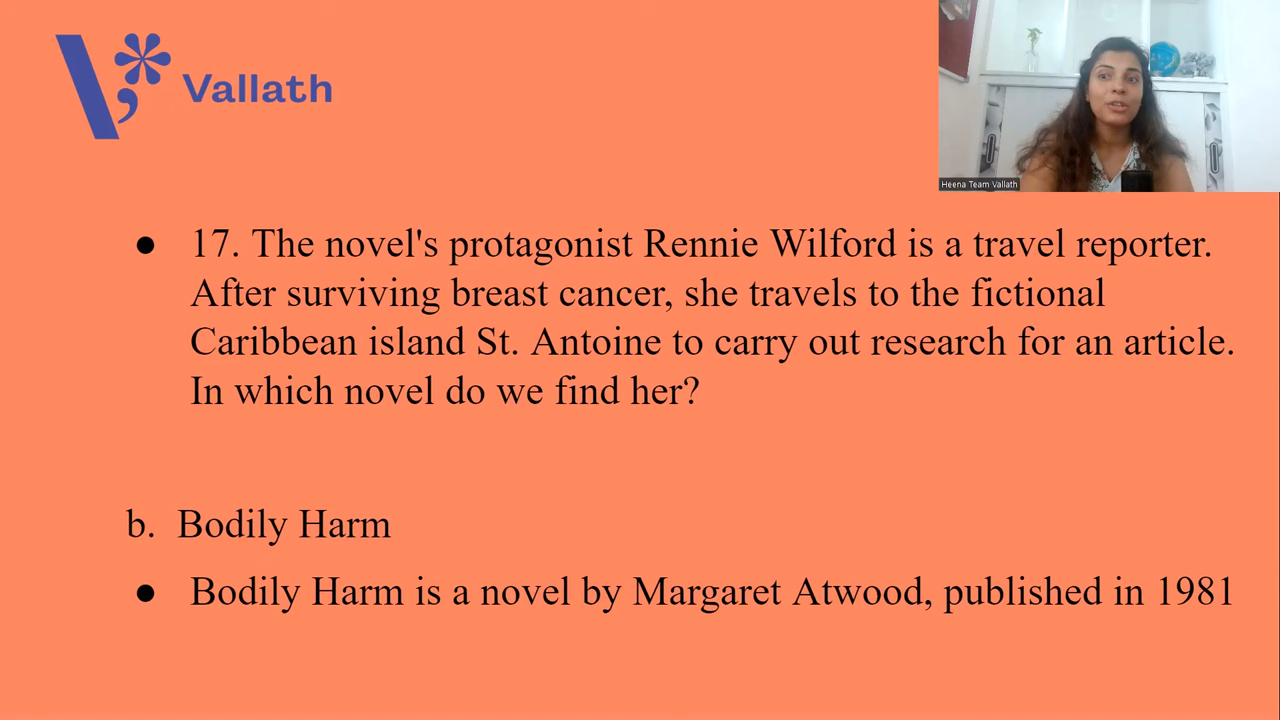 Vallath
Heena Team Vallath
● 17. The novel's protagonist Rennie Wilford is a travel reporter.
After surviving breast cancer, she travels to the fictional
Caribbean island St. Antoine to carry out research for an article.
In which novel do we find her?
b. Bodily Harm
● Bodily Harm is a novel by Margaret Atwood, published in 1981